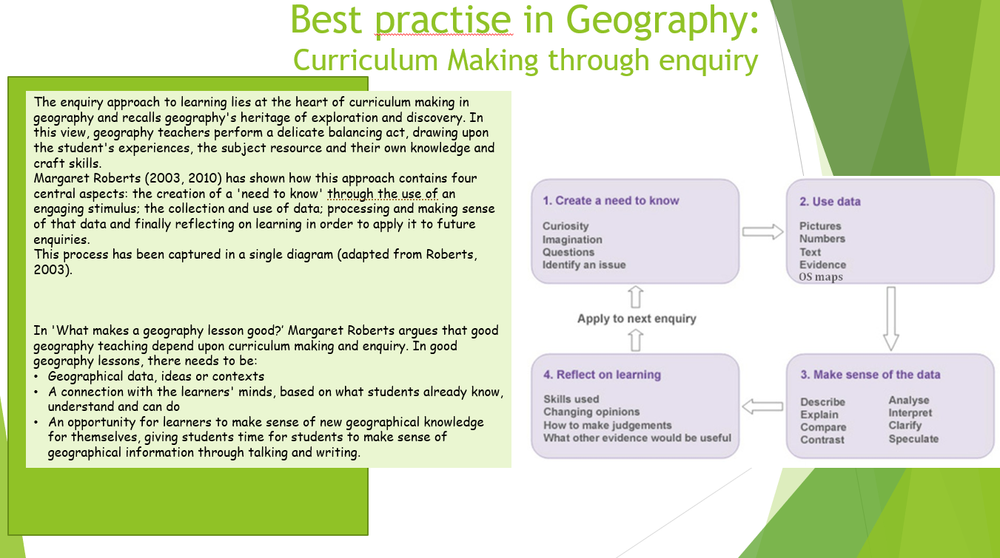 Best practise in Geography:
Curriculum Making through enquiry
The enquiry approach to learning lies at the heart of curriculum making in
geography and recalls geography's heritage of exploration and discovery. In
this view, geography teachers perform a delicate balancing act, drawing upon
the student's experiences, the subject resource and their own knowledge and
craft skills.
Margaret Roberts (2003, 2010) has shown how this approach contains four
central aspects: the creation of a 'need to know' through the use of an
engaging stimulus; the collection and use of data; processing and making sense
of that data and finally reflecting on learning in order to apply it to future
enquiries.
This process has been captured in a single diagram (adapted from Roberts,
2003).
In 'What makes a geography lesson good?’ Margaret Roberts argues that good
geography teaching depend upon curriculum making and enquiry. In good
geography lessons, there needs to be:
• Geographical data, ideas or contexts
• A connection with the learners' minds, based on what students already know,
understand and can do
• An opportunity for learners to make sense of new geographical knowledge
for themselves, giving students time for students to make sense of
geographical information through talking and writing.
1. Create a need to know
Curiosity
Imagination
Questions
Identify an issue
2. Use data
Pictures
Numbers
Text
Evidence
OS maps
3. Make sense of the data
Describe
Explain
Compare
Contrast
Analyse
Interpret
Clarify
Speculate
4. Reflect on learning
Skills used
Changing opinions
How to make judgements
What other evidence would be useful
Apply to next enquiry